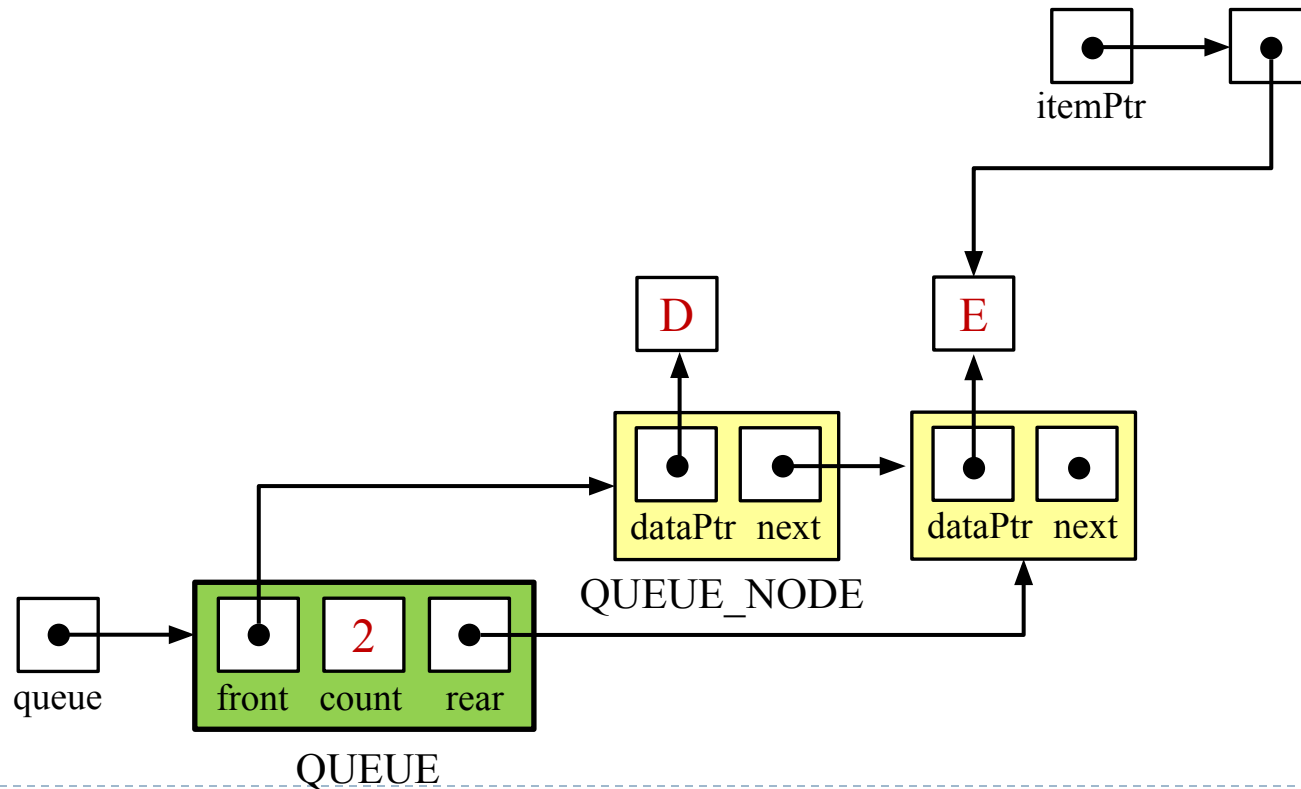 itemPtr
D
E
dataPtr next
dataPtr next
QUEUE_NODE
2
queue
front count rear
QUEUE